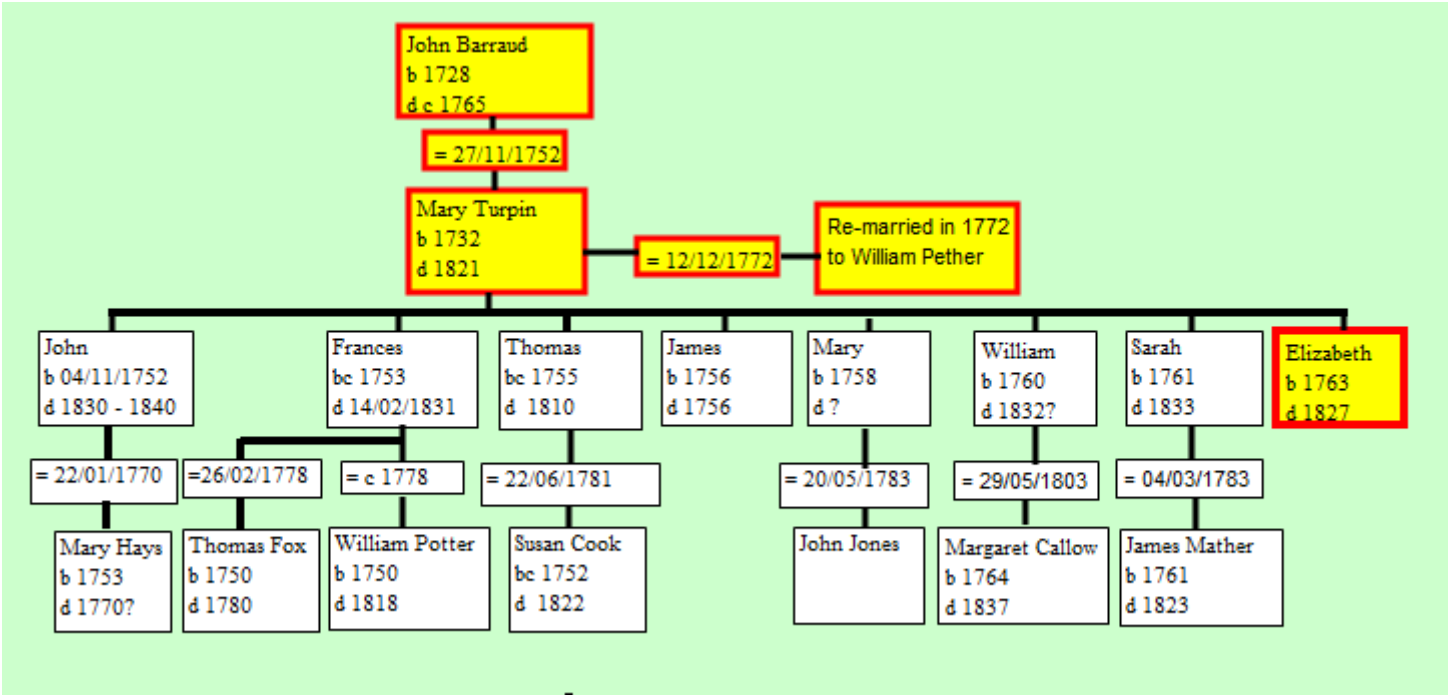 John Barraud
b 1728
d c 1765
= 27/11/1752
Mary Turpin
b 1732
d 1821
= 12/12/1772
Re-married in 1772
to William Pether
John
b 04/11/1752
d 1830 - 1840
Frances
bc 1753
d 14/02/1831
Thomas
bc 1755
d 1810
James
b 1756
d 1756
Mary
b 1758
d ?
William
b 1760
d 1832?
Sarah
b 1761
d 1833
Elizabeth
b 1763
d 1827
= 22/01/1770
=26/02/1778
= c 1778
= 22/06/1781
= 20/05/1783
= 29/05/1803
= 04/03/1783
Mary Hays
b 1753
d 1770?
Thomas Fox
b 1750
d 1780
William Potter
b 1750
d 1818
Susan Cook
bc 1752
d 1822
John Jones
Margaret Callow
b 1764
d 1837
James Mather
b 1761
d 1823